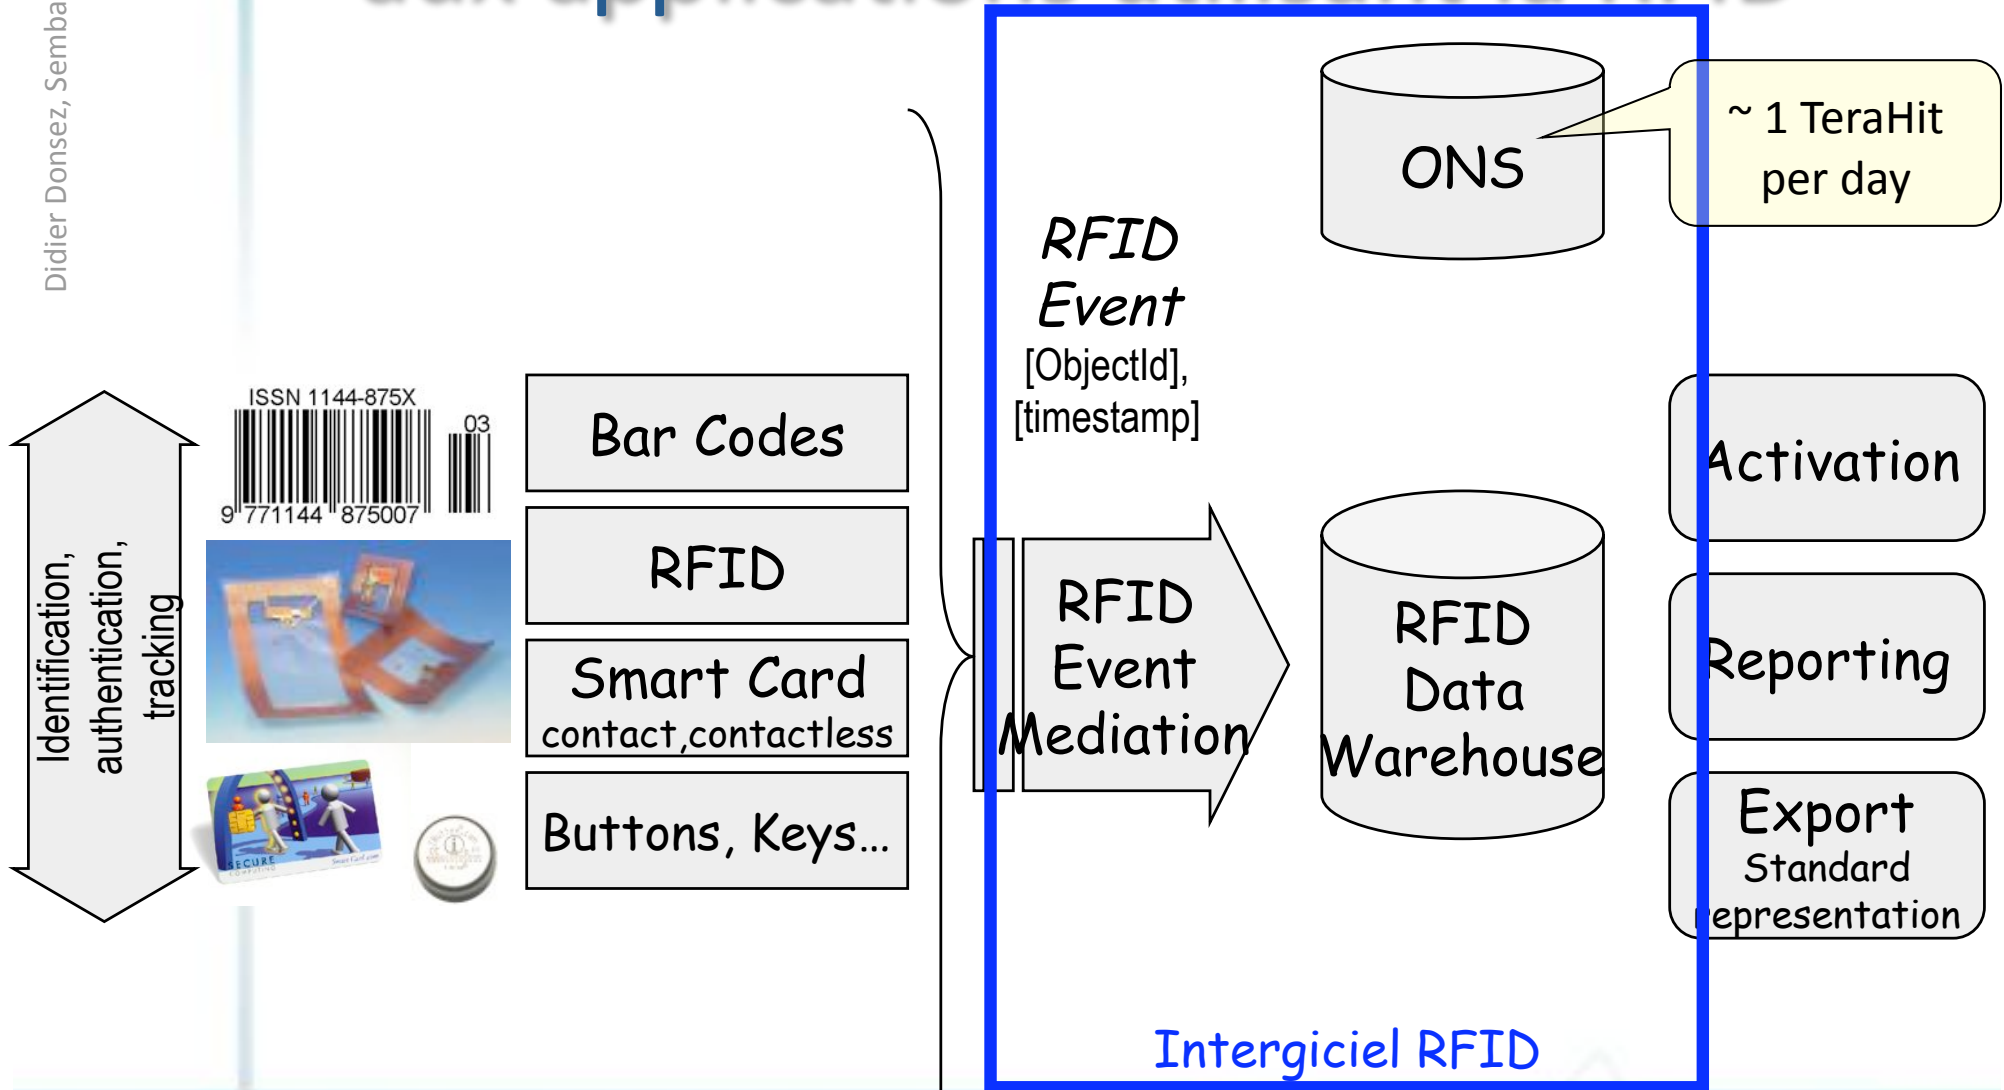 Didier Donsez, Semba
~ 1 TeraHit
per day
ONS
RFID
Event
[ObjectId],
[timestamp]
Identification,
authentication,
tracking
ISSN 1144-875X
03
9 771144 875007
Bar Codes
RFID
Smart Card
contact,contactless
Buttons, Keys...
SECURE
COMPUTING
RFID
Event
Mediation
RFID
Data
Warehouse
Activation
Reporting
Export
Standard
representation
Intergiciel RFID